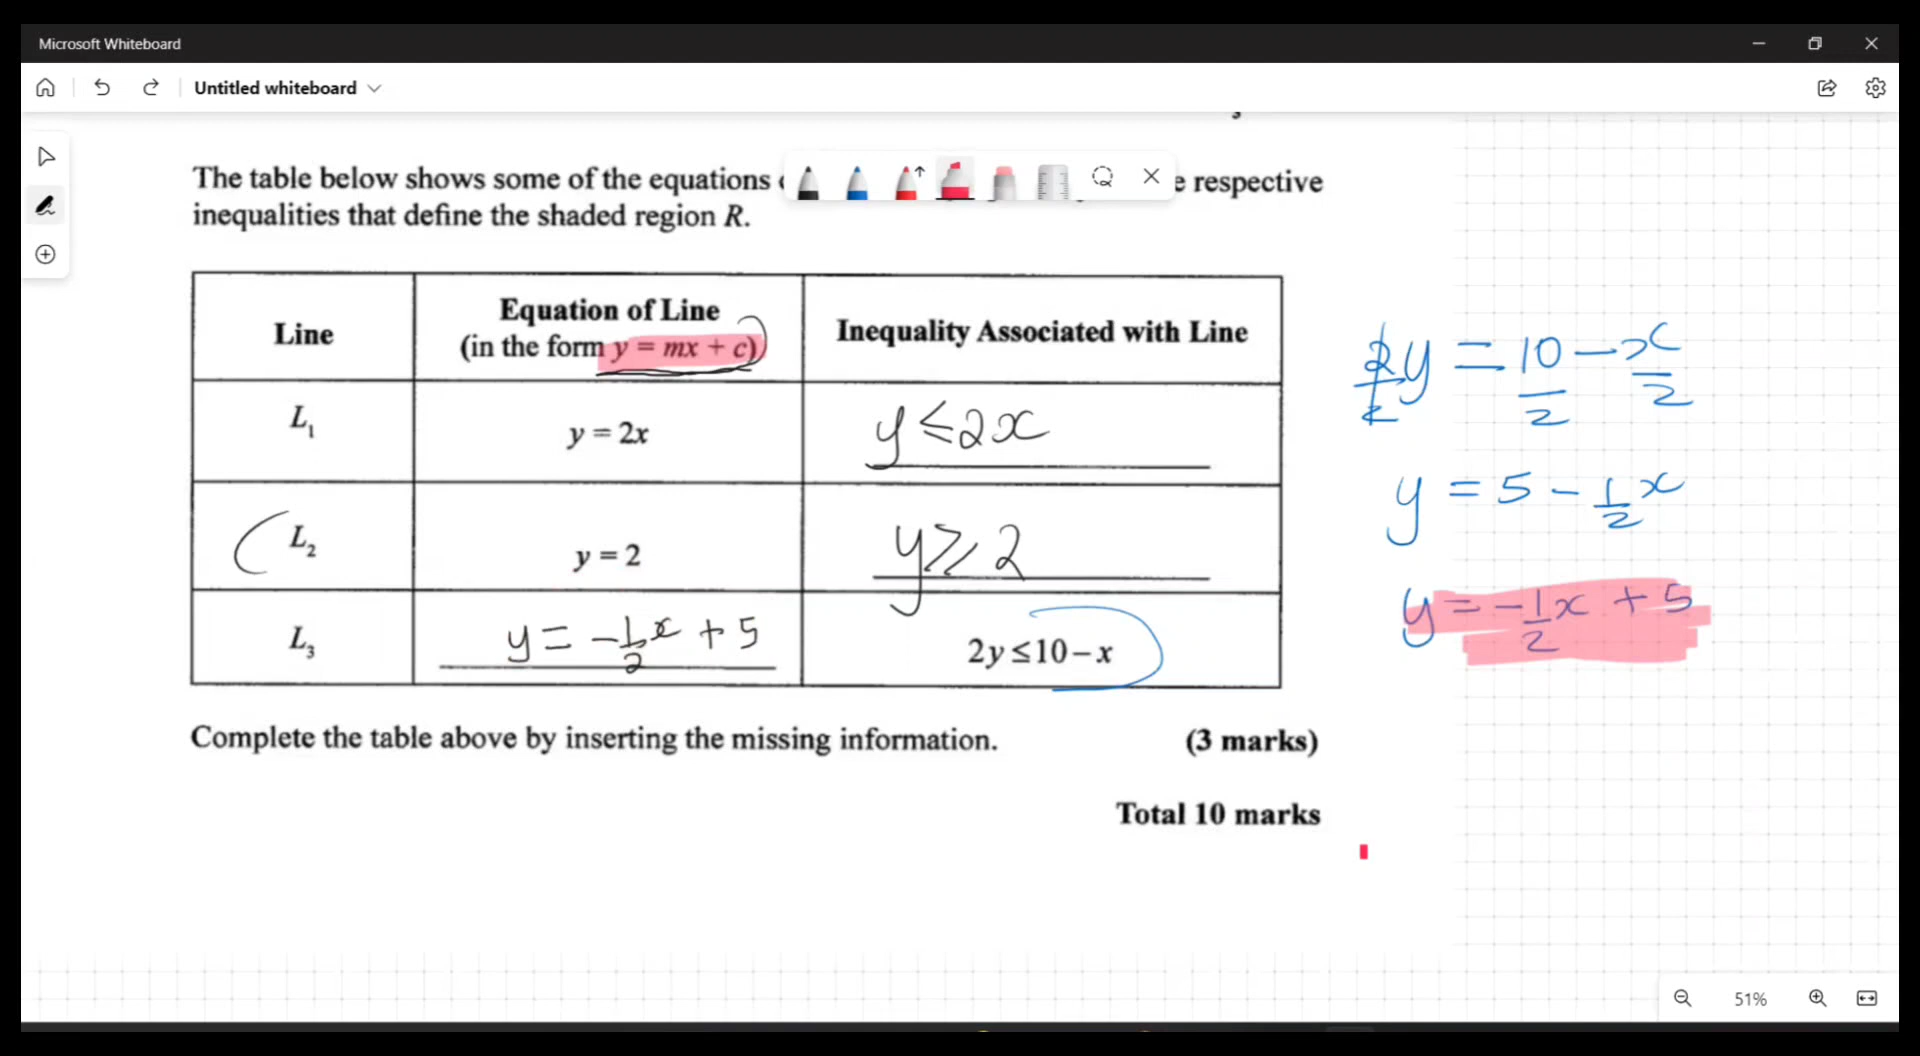 Microsoft Whiteboard
Untitled whiteboard
The table below shows some of the equations
e respective
inequalities that define the shaded region R.
Line
Equation of Line
(in the form y = mx + c)
Inequality Associated with Line
L₁
y = 2x
y ≤ 2x
L₂
y = 2
y ⩾ 2
L₃
y = -1/2 x + 5
2y ≤ 10 – x
Complete the table above by inserting the missing information.
(3 marks)
Total 10 marks
2y/2 = 10/2 - x/2
y = 5 - 1/2 x
y = -1/2 x + 5
51%